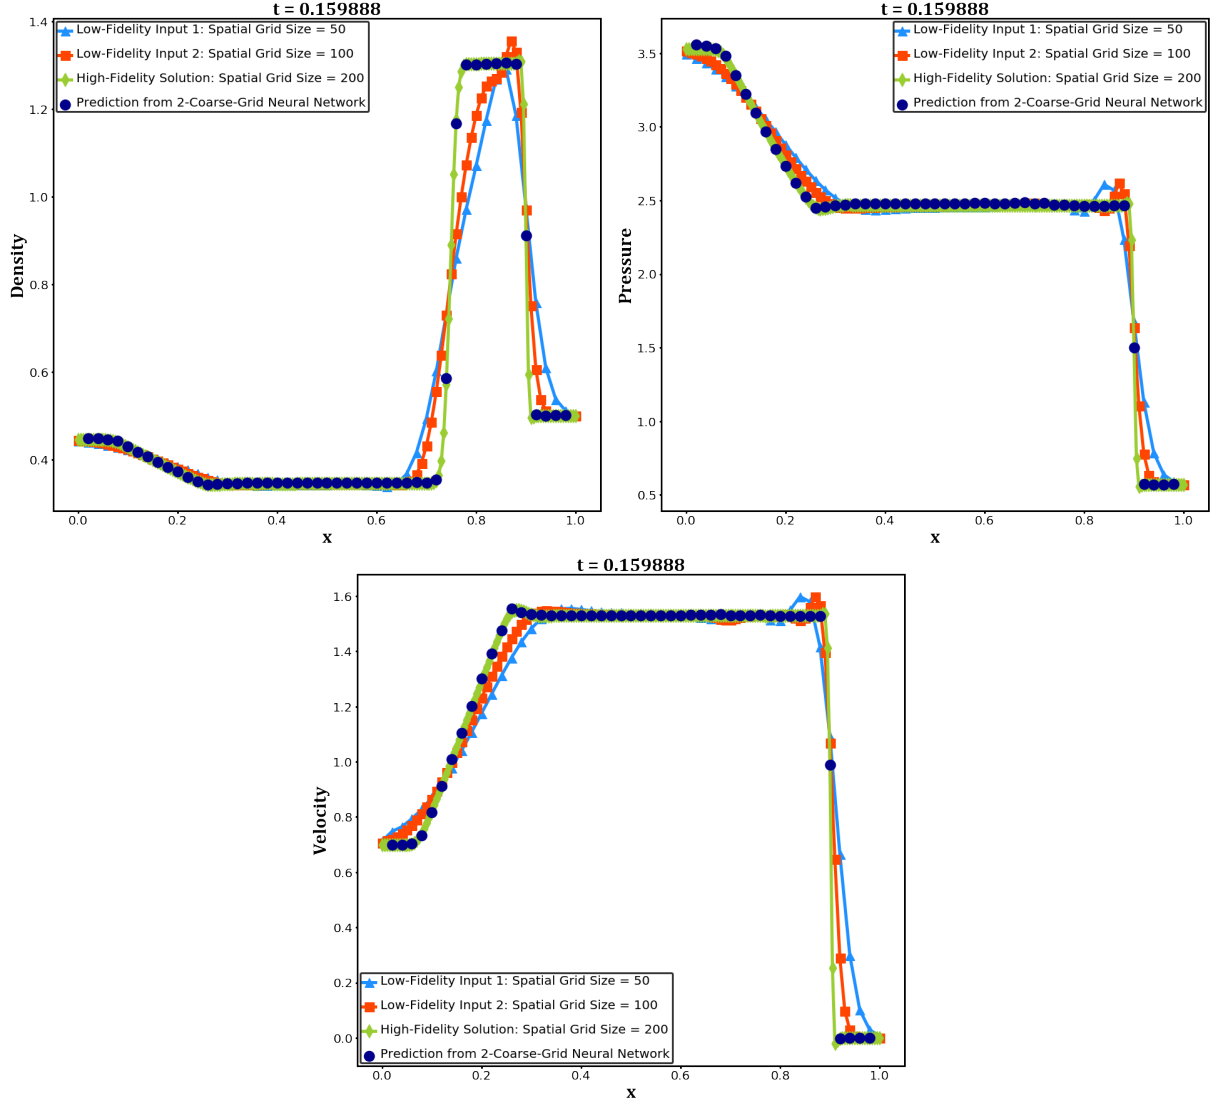 t = 0.159888
Low-Fidelity Input 1: Spatial Grid Size = 50
Low-Fidelity Input 2: Spatial Grid Size = 100
High-Fidelity Solution: Spatial Grid Size = 200
Prediction from 2-Coarse-Grid Neural Network
Density
1.4
1.2
1.0
0.8
0.6
0.4
0.0 0.2 0.4 0.6 0.8 1.0
x
t = 0.159888
Low-Fidelity Input 1: Spatial Grid Size = 50
Low-Fidelity Input 2: Spatial Grid Size = 100
High-Fidelity Solution: Spatial Grid Size = 200
Prediction from 2-Coarse-Grid Neural Network
Pressure
3.5
3.0
2.5
2.0
1.5
1.0
0.5
0.0 0.2 0.4 0.6 0.8 1.0
x
t = 0.159888
Velocity
1.6
1.4
1.2
1.0
0.8
0.6
0.4
0.2
0.0
Low-Fidelity Input 1: Spatial Grid Size = 50
Low-Fidelity Input 2: Spatial Grid Size = 100
High-Fidelity Solution: Spatial Grid Size = 200
Prediction from 2-Coarse-Grid Neural Network
0.0 0.2 0.4 0.6 0.8 1.0
x